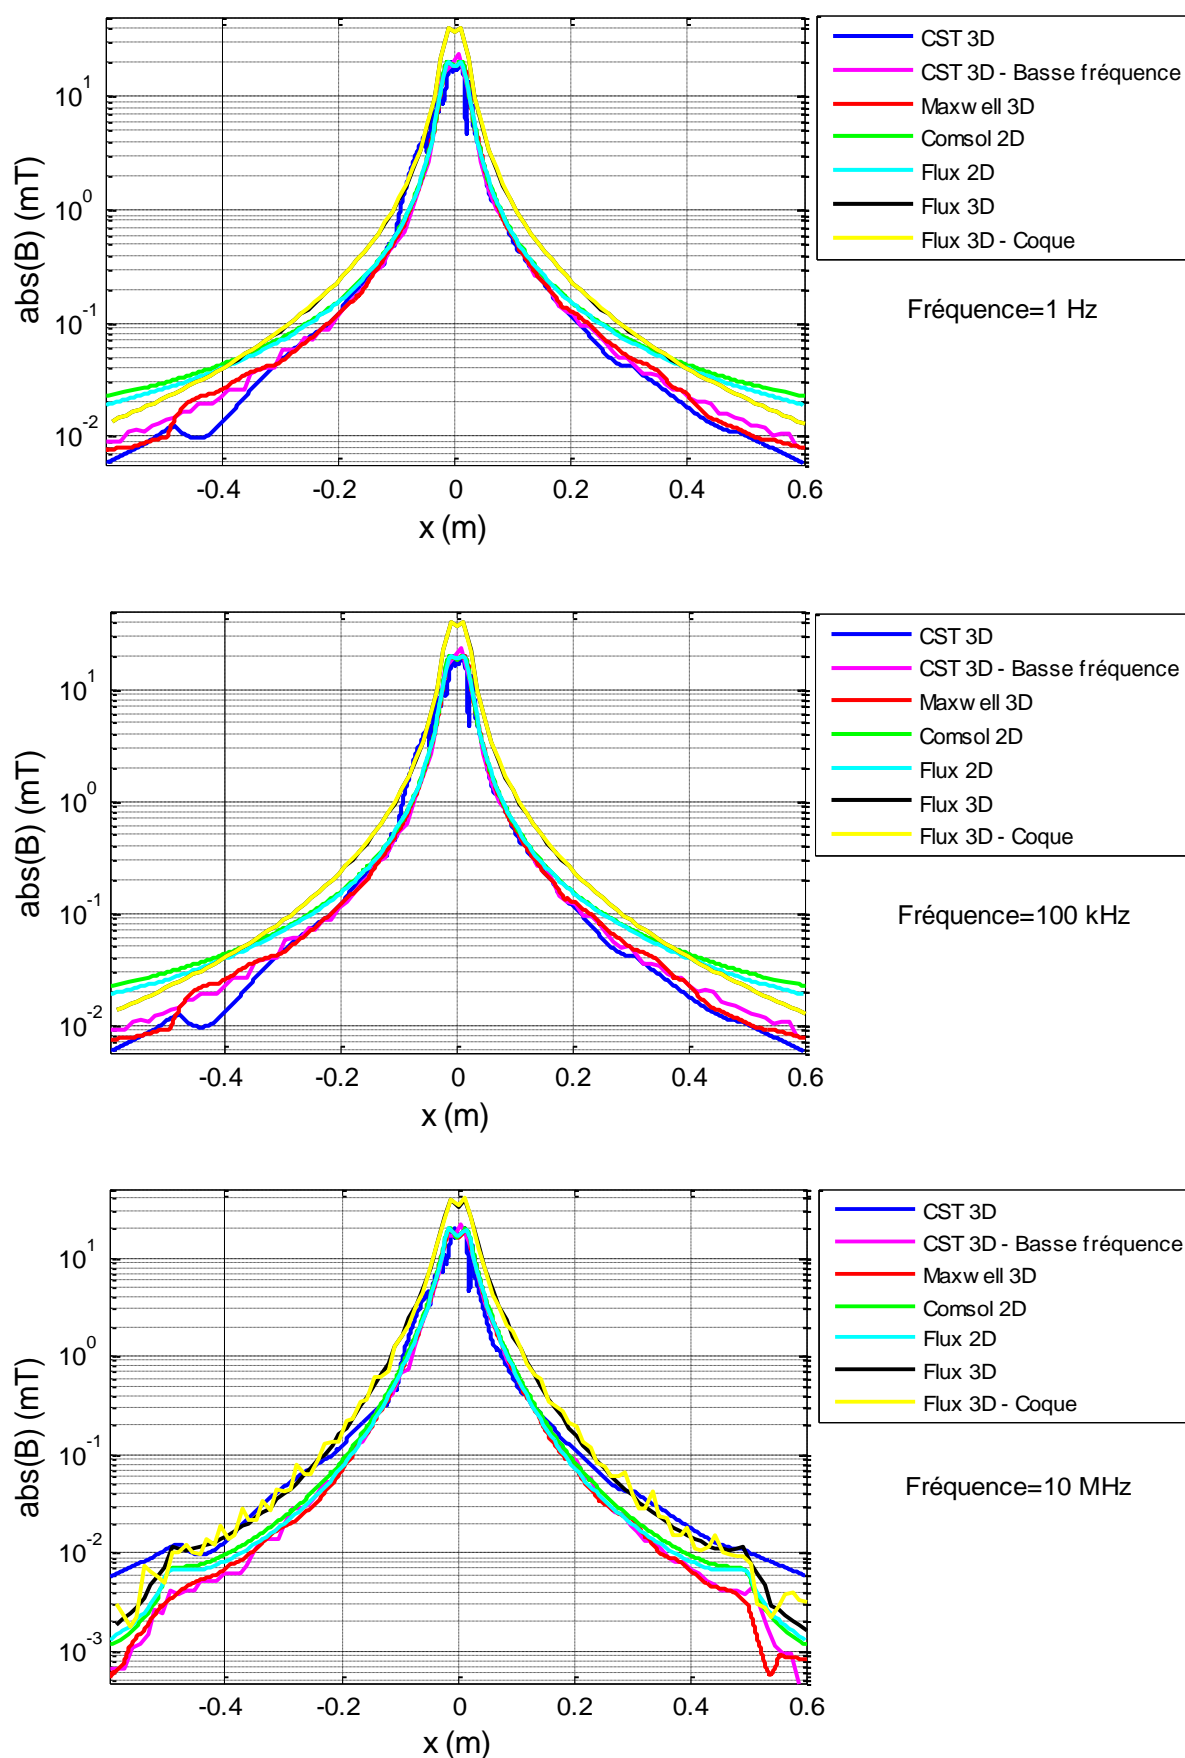 CST 3D
CST 3D - Basse fréquence
Maxwell 3D
Comsol 2D
Flux 2D
Flux 3D
Flux 3D - Coque
Fréquence=1 Hz
abs(B) (mT)
10^1
10^0
10^-1
10^-2
-0.4 -0.2 0 0.2 0.4 0.6
x (m)
CST 3D
CST 3D - Basse fréquence
Maxwell 3D
Comsol 2D
Flux 2D
Flux 3D
Flux 3D - Coque
Fréquence=100 kHz
abs(B) (mT)
10^1
10^0
10^-1
10^-2
-0.4 -0.2 0 0.2 0.4 0.6
x (m)
CST 3D
CST 3D - Basse fréquence
Maxwell 3D
Comsol 2D
Flux 2D
Flux 3D
Flux 3D - Coque
Fréquence=10 MHz
abs(B) (mT)
10^1
10^0
10^-1
10^-2
10^-3
-0.4 -0.2 0 0.2 0.4 0.6
x (m)